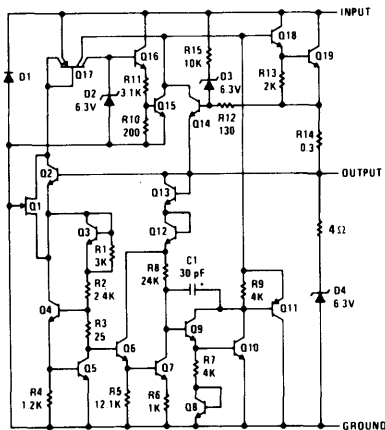 INPUT
Q18
Q16
R15
10K
Q19
D1
Q17
R11
3.1K
D3
6.3V
R13
2K
D2
6.3V
Q15
R10
200
Q14
R12
130
R14
0.3
Q2
OUTPUT
Q1
Q13
Q3
Q12
4Ω
R1
3K
C1
30 pF
R2
2.4K
R8
24K
R9
4K
Q11
D4
6.3V
Q4
R3
25
Q9
Q6
Q10
Q5
Q7
R7
4K
R4
1.2K
R5
12.1K
R6
1K
Q8
GROUND